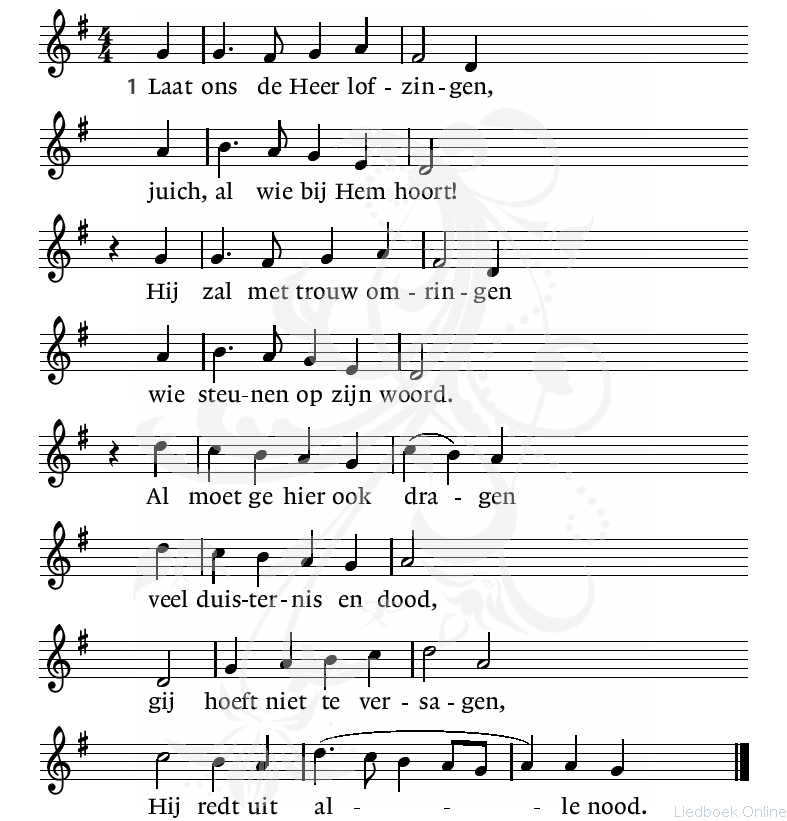 1 Laat ons de Heer lof - zin - gen,
juich, al wie bij Hem hoort!
Hij zal met trouw om - rin - gen
wie steu-nen op zijn woord.
Al moet ge hier ook dra - gen
veel duis-ter-nis en dood,
gij hoeft niet te ver - sa - gen,
Hij redt uit al - - - le nood.
Liedboek Online